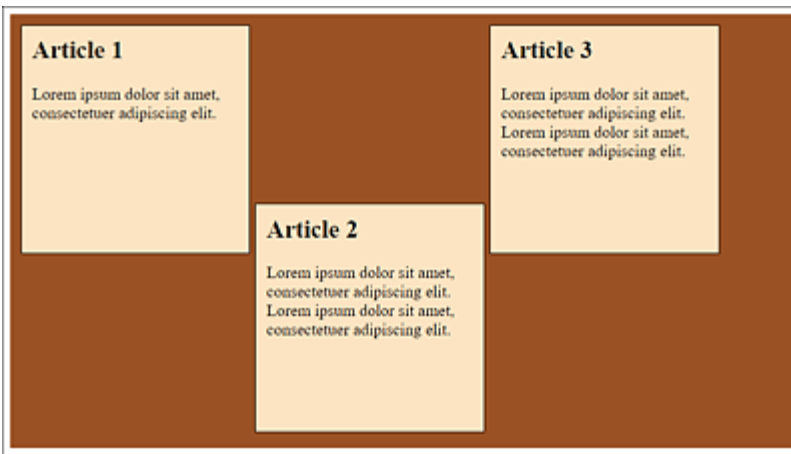 Article 1
Lorem ipsum dolor sit amet,
consectetuer adipiscing elit.
Article 2
Lorem ipsum dolor sit amet,
consectetuer adipiscing elit.
Lorem ipsum dolor sit amet,
consectetuer adipiscing elit.
Article 3
Lorem ipsum dolor sit amet,
consectetuer adipiscing elit.
Lorem ipsum dolor sit amet,
consectetuer adipiscing elit.